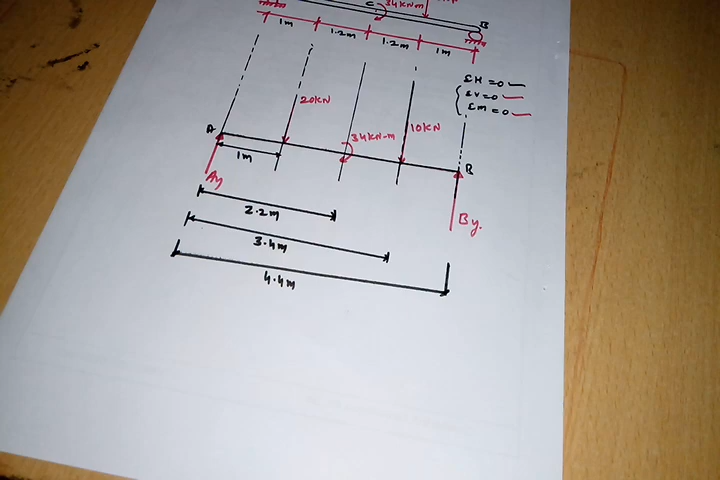 C
34KN-M
B
1m
1.2m
1.2m
1m
ΣH=0
ΣV=0
ΣM=0
20KN
34KN-m
10KN
A
1m
B
Ay
By.
2.2m
3.4m
4.4m